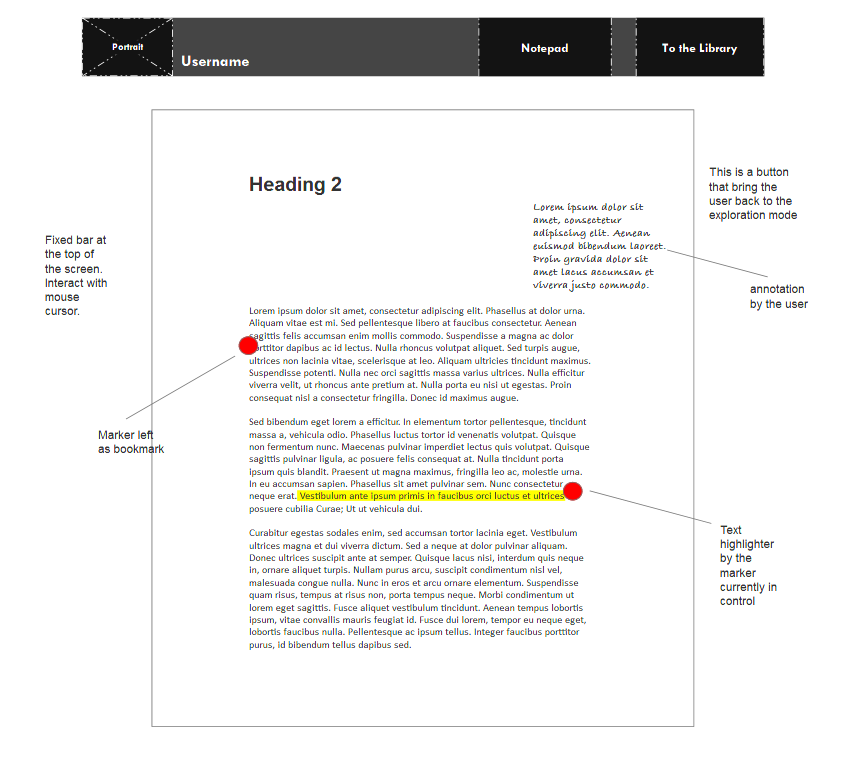 Portrait
Username
Notepad
To the Library
This is a button
that bring the
user back to the
exploration mode
Heading 2
Lorem ipsum dolor sit
amet, consectetur
adipiscing elit. Aenean
euismod bibendum laoreet.
Proin gravida dolor sit
amet lacus accumsan et
viverra justo commodo.
Fixed bar at
the top of
the screen.
Interact with
mouse
cursor.
annotation
by the user
Lorem ipsum dolor sit amet, consectetur adipiscing elit. Phasellus at dolor urna.
Aliquam vitae est mi. Sed pellentesque libero at faucibus consectetur. Aenean
sagittis felis accumsan enim mollis commodo. Suspendisse a magna ac dolor
porttitor dapibus ac id lectus. Nulla rhoncus volutpat aliquet. Sed turpis augue,
ultrices non lacinia vitae, scelerisque at leo. Aliquam ultricies tincidunt maximus.
Suspendisse potenti. Nulla nec orci sagittis massa varius ultrices. Nulla efficitur
viverra velit, ut rhoncus ante pretium at. Nulla porta eu nisi ut egestas. Proin
consequat nisl a consectetur fringilla. Donec id maximus augue.
Marker left
as bookmark
Sed bibendum eget lorem a efficitur. In elementum tortor pellentesque, tincidunt
massa a, vehicula odio. Phasellus luctus tortor id venenatis volutpat. Quisque
non fermentum nunc. Maecenas pulvinar imperdiet lectus quis volutpat. Quisque
sagittis pulvinar ligula, ac posuere felis consequat at. Nulla tincidunt porta
ipsum quis blandit. Praesent ut magna maximus, fringilla leo ac, molestie urna.
In eu accumsan sapien. Phasellus sit amet pulvinar sem. Nunc consectetur
neque erat. Vestibulum ante ipsum primis in faucibus orci luctus et ultrices
posuere cubilia Curae; Ut ut vehicula dui.
Text
highlighter
by the
marker
currently in
control
Curabitur egestas sodales enim, sed accumsan tortor lacinia eget. Vestibulum
ultrices magna et dui viverra dictum. Sed a neque at dolor pulvinar aliquam.
Donec ultrices suscipit ante at semper. Quisque lacus nisi, interdum quis neque
in, ornare aliquet turpis. Nullam purus arcu, suscipit condimentum nisl vel,
malesuada congue nulla. Nunc in eros et arcu ornare elementum. Suspendisse
quam risus, tempus at risus non, porta tempus neque. Morbi condimentum ut
lorem eget sagittis. Fusce aliquet vestibulum tincidunt. Aenean tempus lobortis
ipsum, vitae convallis mauris feugiat id. Fusce dui lorem, tempor eu neque eget,
lobortis faucibus nulla. Pellentesque ac ipsum tellus. Integer faucibus porttitor
purus, id bibendum tellus dapibus sed.